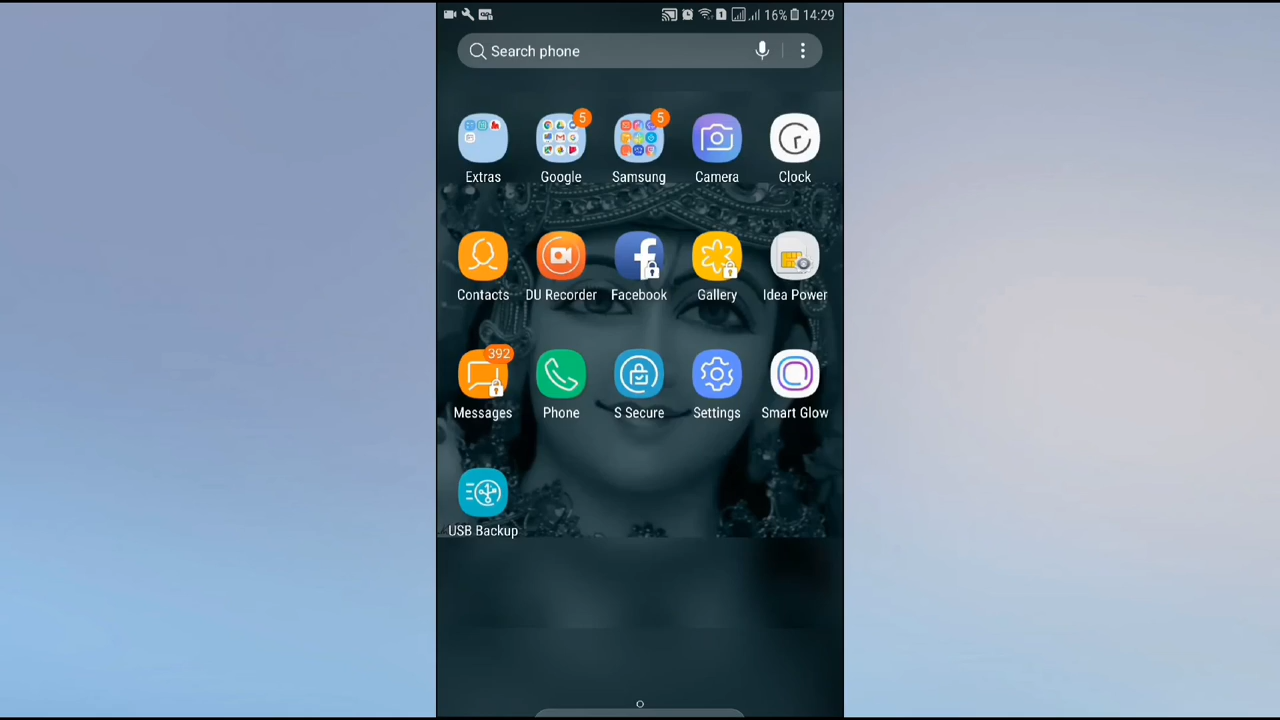 16% 14:29
Search phone
5 5
Extras Google Samsung Camera Clock
Contacts DU Recorder Facebook Gallery Idea Power
392
Messages Phone S Secure Settings Smart Glow
USB Backup